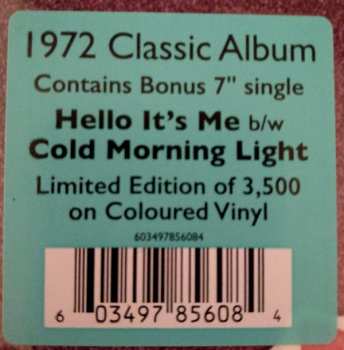 1972 Classic Album
Contains Bonus 7" single
Hello It's Me b/w
Cold Morning Light
Limited Edition of 3,500
on Coloured Vinyl
603497856084
6 03497 85608 4